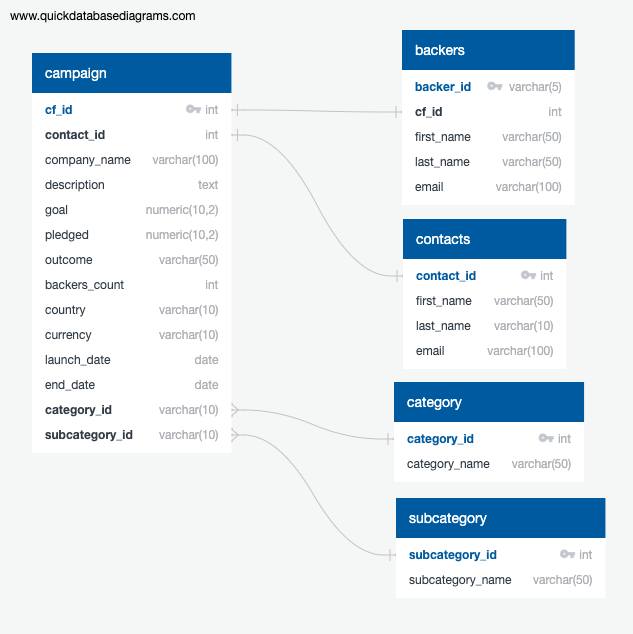 www.quickdatabasediagrams.com
campaign
cf_id int
contact_id int
company_name varchar(100)
description text
goal numeric(10,2)
pledged numeric(10,2)
outcome varchar(50)
backers_count int
country varchar(10)
currency varchar(10)
launch_date date
end_date date
category_id varchar(10)
subcategory_id varchar(10)
backers
backer_id varchar(5)
cf_id int
first_name varchar(50)
last_name varchar(50)
email varchar(100)
contacts
contact_id int
first_name varchar(50)
last_name varchar(10)
email varchar(100)
category
category_id int
category_name varchar(50)
subcategory
subcategory_id int
subcategory_name varchar(50)